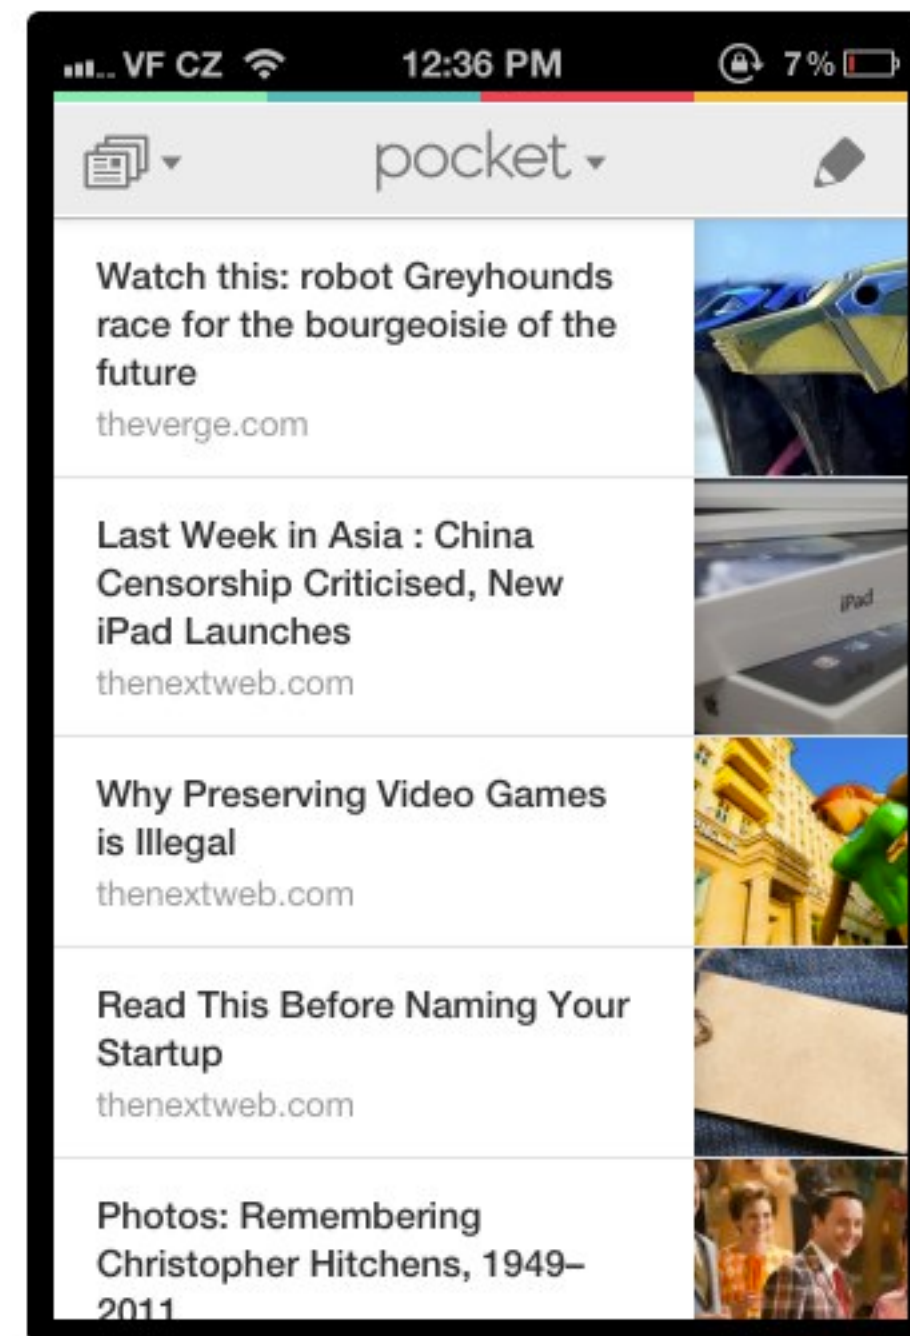 VF CZ 12:36 PM 7%
pocket
Watch this: robot Greyhounds
race for the bourgeoisie of the
future
theverge.com
Last Week in Asia : China
Censorship Criticised, New
iPad Launches
thenextweb.com
iPad
Why Preserving Video Games
is Illegal
thenextweb.com
Read This Before Naming Your
Startup
thenextweb.com
Photos: Remembering
Christopher Hitchens, 1949–
2011